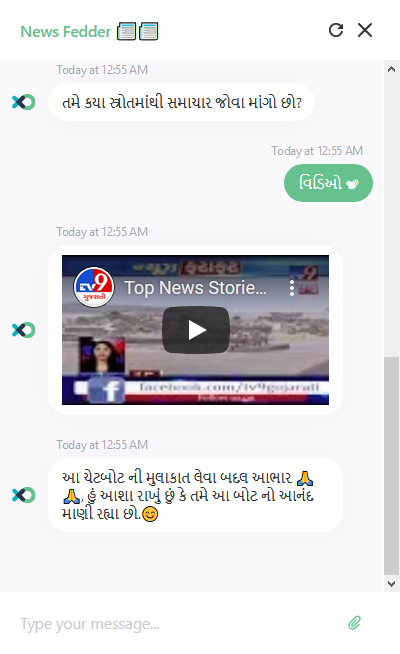 News Fedder
Today at 12:55 AM
તમે કયા સ્ત્રોતમાંથી સમાચાર જોવા માંગો છો?
Today at 12:55 AM
વિડિઓ
Today at 12:55 AM
ન્યુઝ ફટાફટ
TV9
ગુજરાતી
Top News Storie...
facebook.com/tv9gujarati
Today at 12:55 AM
આ ચેટબોટ ની મુલાકાત લેવા બદલ આભાર 🙏
🙏, હું આશા રાખું છું કે તમે આ બોટ નો આનંદ
માણી રહ્યા છો.😊
Type your message...